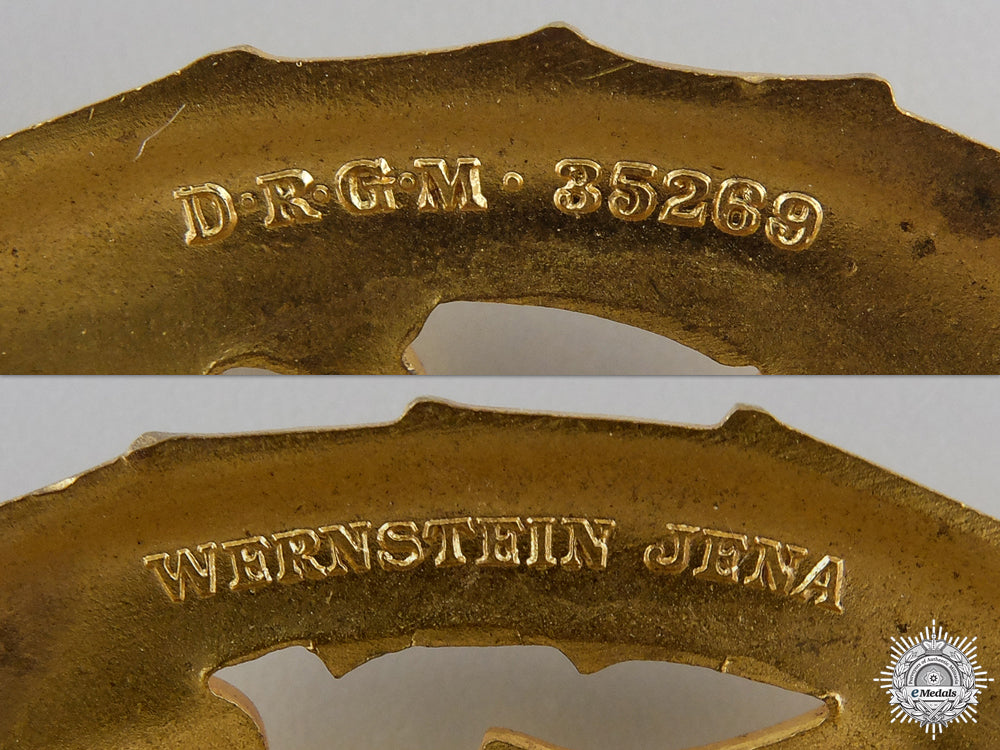 D·R·G·M· 35269
WERNSTEIN JENA
eMedals